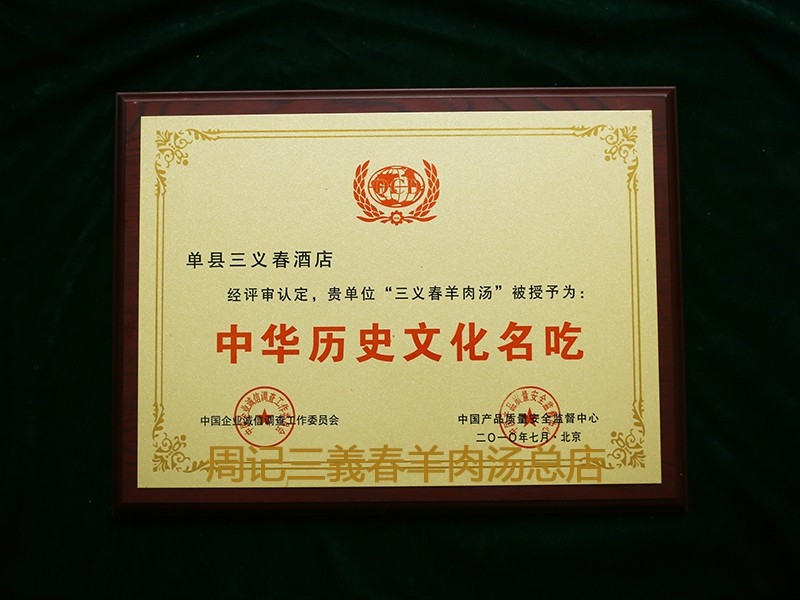 单县三义春酒店
经评审认定，贵单位“三义春羊肉汤”被授予为：
中华历史文化名吃
中国企业诚信调查工作委员会
中国产品质量安全监督中心
二〇一〇年七月·北京
周记三義春羊肉汤总店